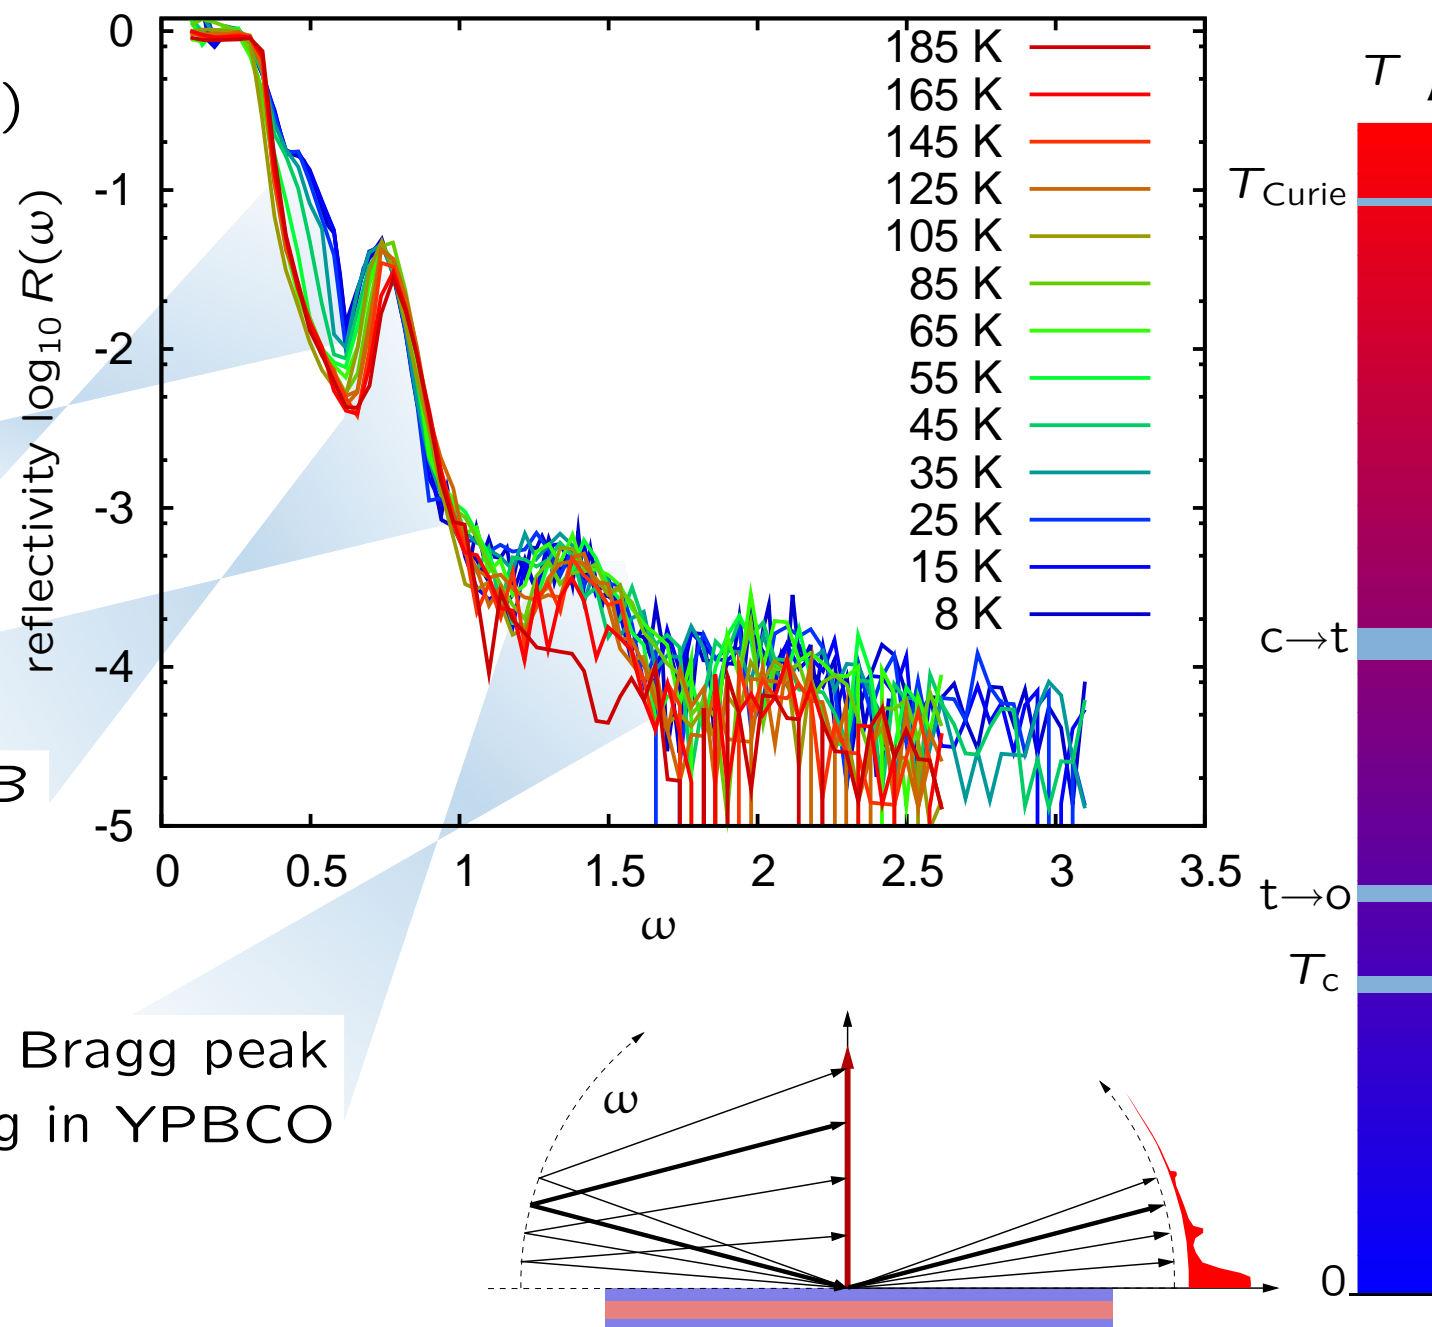 )
reflectivity log₁₀ R(ω)
0
-1
-2
-3
-4
-5
0 0.5 1 1.5 2 2.5 3 3.5
ω
185 K
165 K
145 K
125 K
105 K
85 K
65 K
55 K
45 K
35 K
25 K
15 K
8 K
B
Bragg peak
g in YPBCO
ω
T /
T_Curie
c→t
t→o
T_c
0